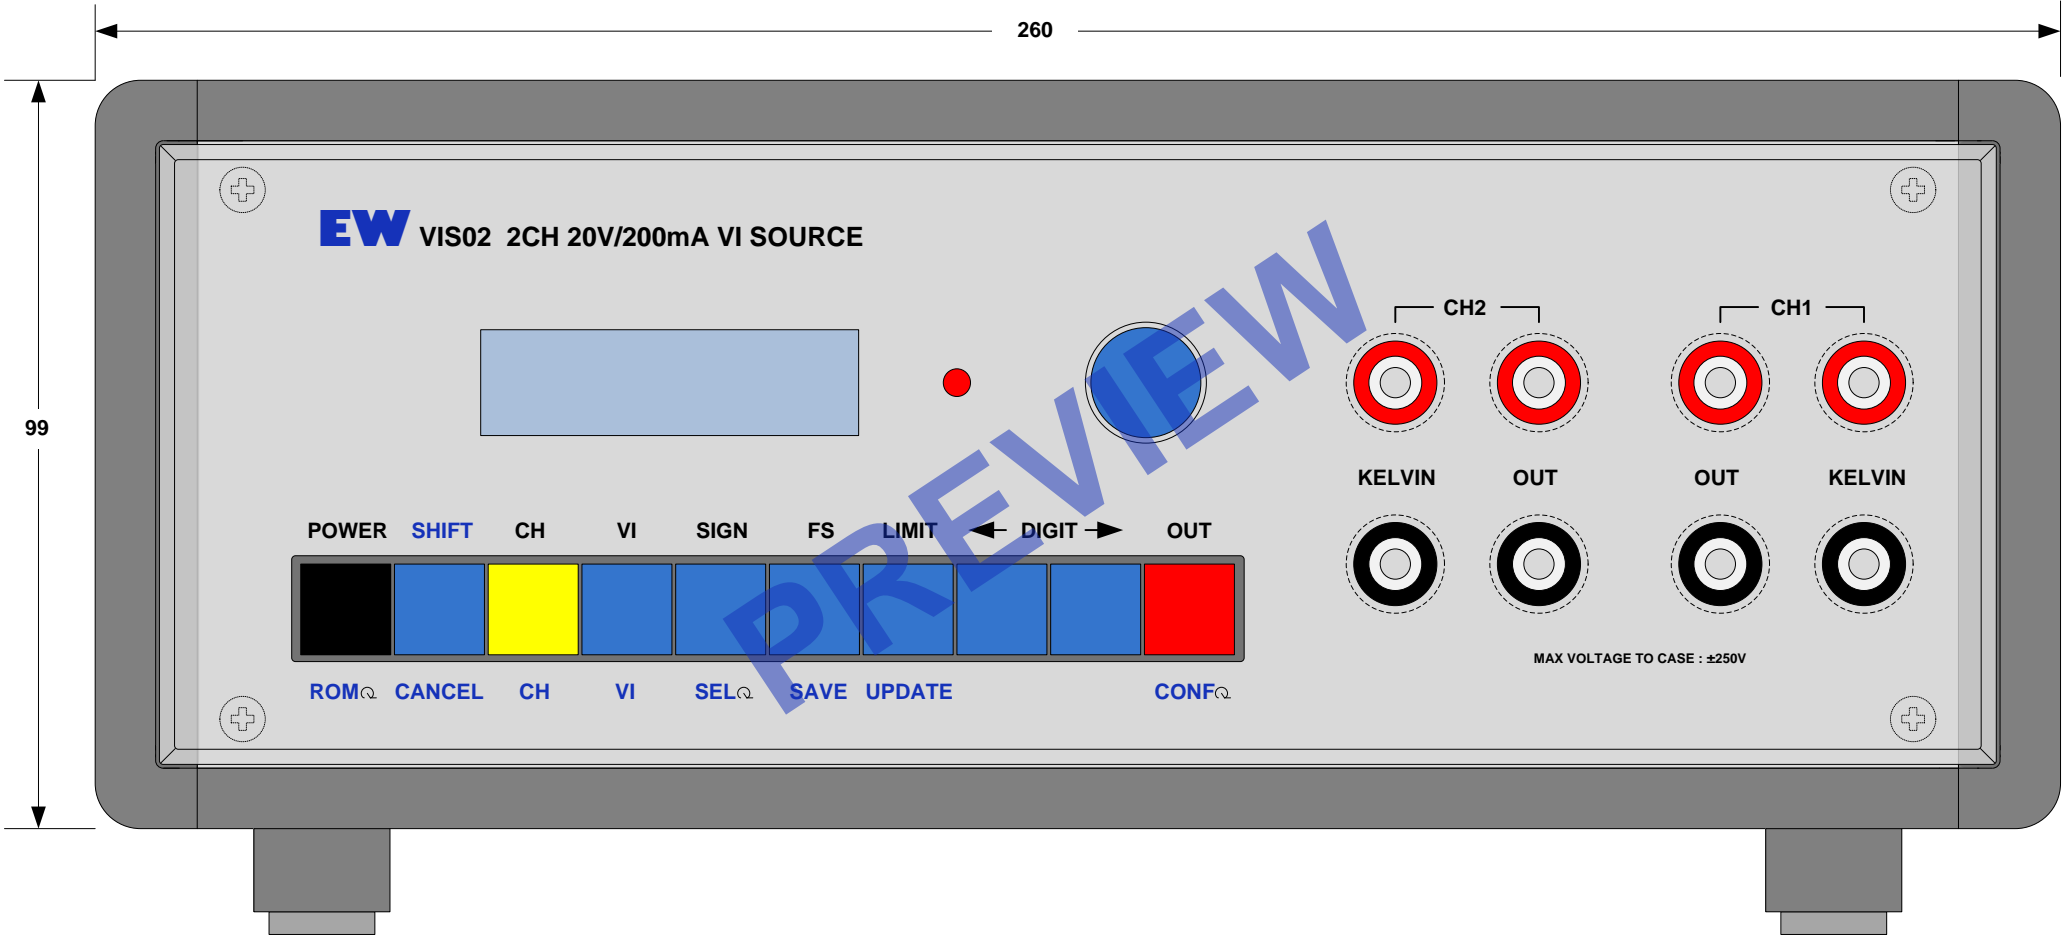 260
99
EW VIS02 2CH 20V/200mA VI SOURCE
CH2 CH1
KELVIN OUT OUT KELVIN
POWER SHIFT CH VI SIGN FS LIMIT DIGIT OUT
ROM CANCEL CH VI SEL SAVE UPDATE CONF
MAX VOLTAGE TO CASE : ±250V
PREVIEW